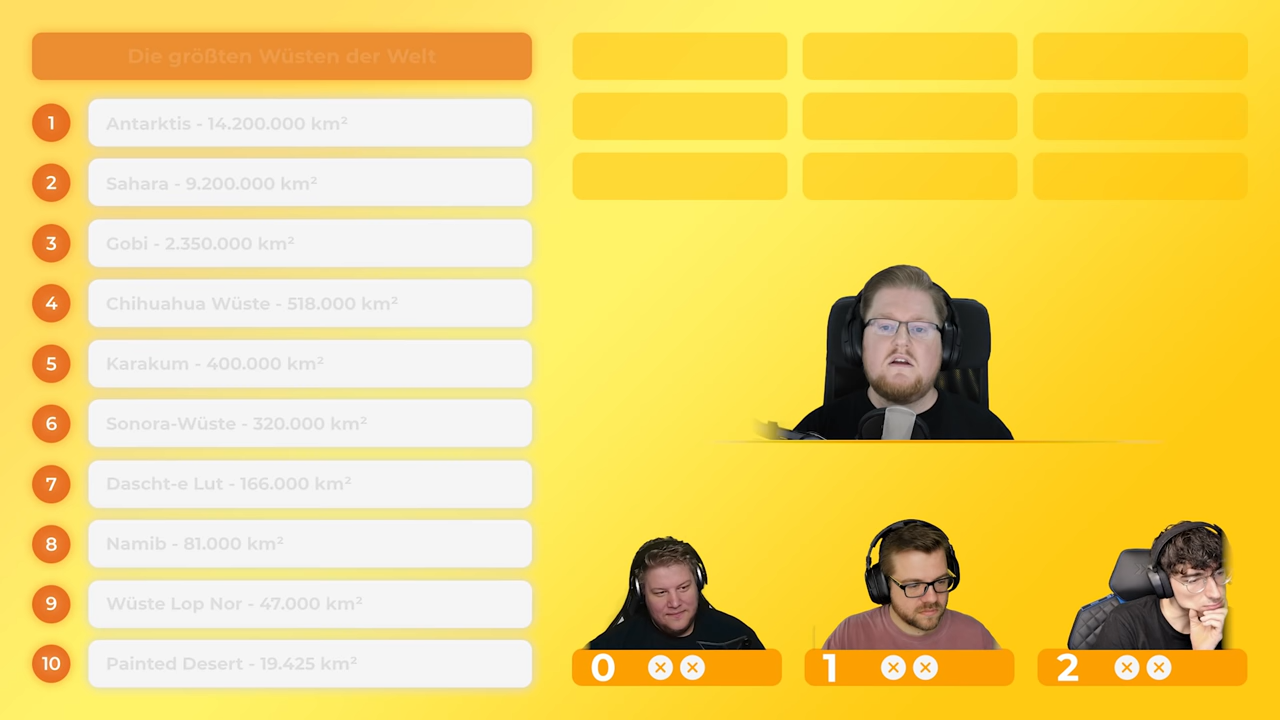 Die größten Wüsten der Welt
1 Antarktis - 14.200.000 km²
2 Sahara - 9.200.000 km²
3 Gobi - 2.350.000 km²
4 Chihuahua Wüste - 518.000 km²
5 Karakum - 400.000 km²
6 Sonora-Wüste - 320.000 km²
7 Dascht-e Lut - 166.000 km²
8 Namib - 81.000 km²
9 Wüste Lop Nor - 47.000 km²
10 Painted Desert - 19.425 km²
0
1
2